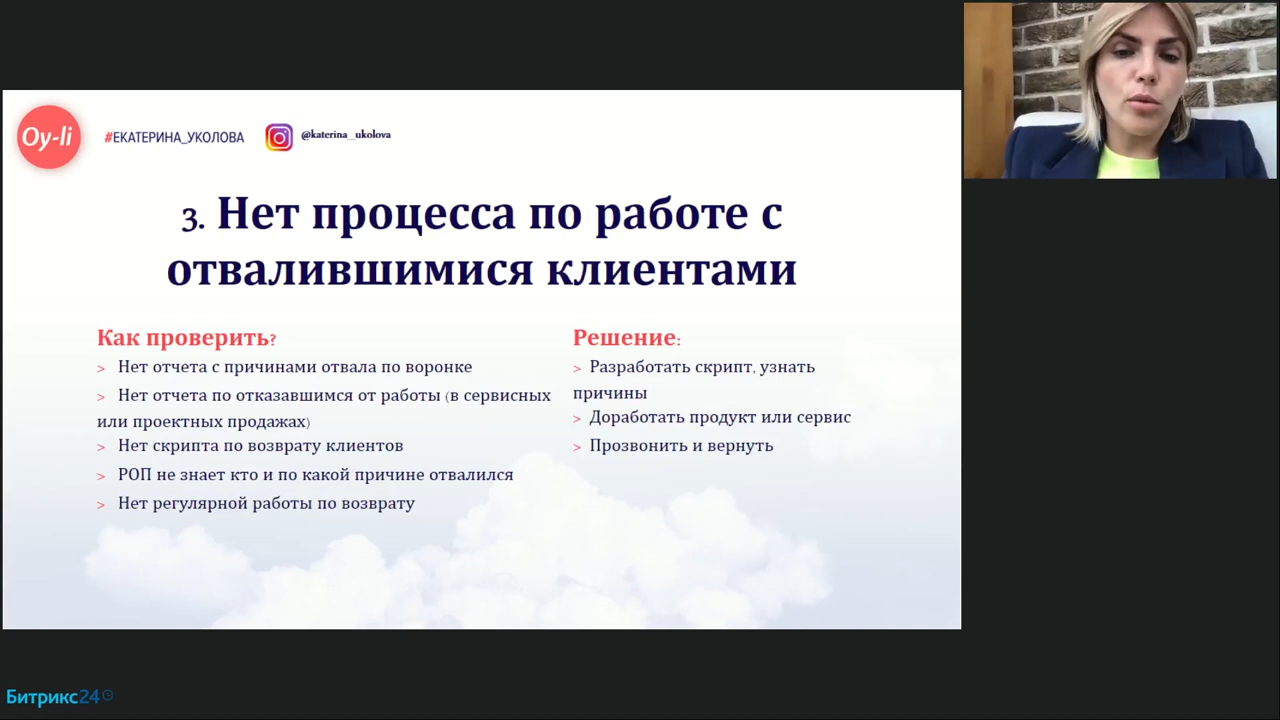 Oy-li
#ЕКАТЕРИНА_УКОЛОВА
@katerina_ukolova
3. Нет процесса по работе с
отвалившимися клиентами
Как проверить?
> Нет отчета с причинами отвала по воронке
> Нет отчета по отказавшимся от работы (в сервисных
или проектных продажах)
> Нет скрипта по возврату клиентов
> РОП не знает кто и по какой причине отвалился
> Нет регулярной работы по возврату
Решение:
> Разработать скрипт, узнать
причины
> Доработать продукт или сервис
> Прозвонить и вернуть
Битрикс24